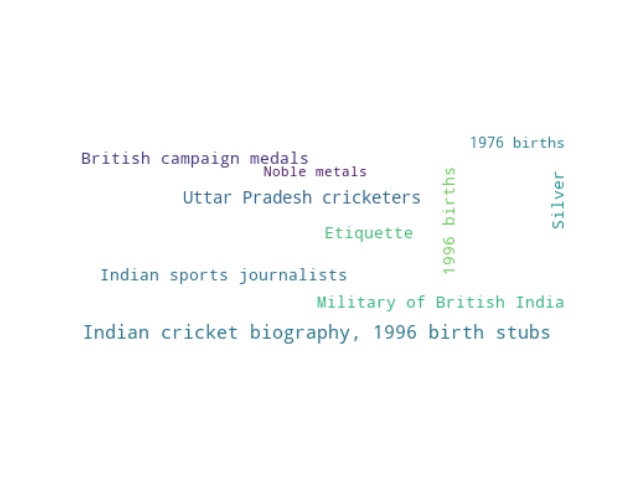 1976 births
British campaign medals
Noble metals
Uttar Pradesh cricketers
1996 births
Silver
Etiquette
Indian sports journalists
Military of British India
Indian cricket biography, 1996 birth stubs